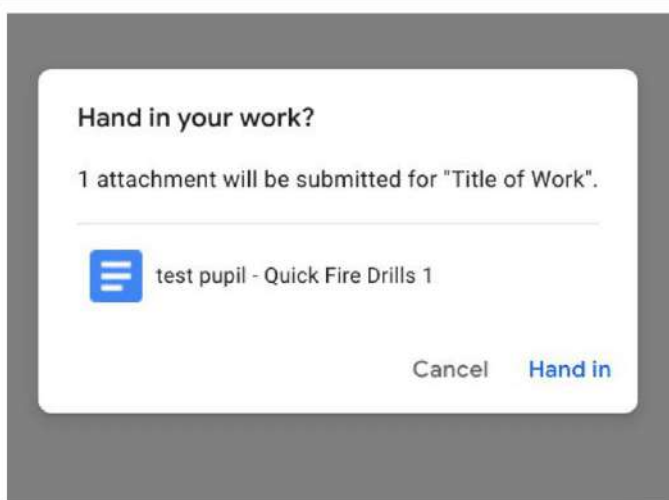 Hand in your work?
1 attachment will be submitted for "Title of Work".
test pupil - Quick Fire Drills 1
Cancel Hand in